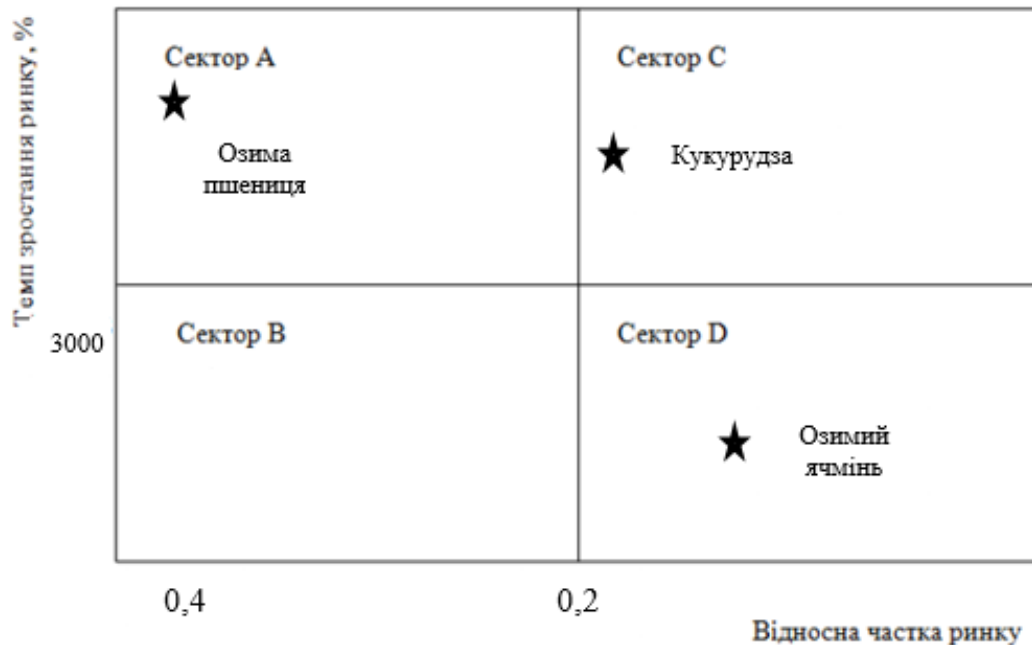 Темп зростання ринку, %
Сектор А
Сектор С
Озима
пшениця
Кукурудза
3000
Сектор В
Сектор D
Озимий
ячмінь
0,4
0,2
Відносна частка ринку